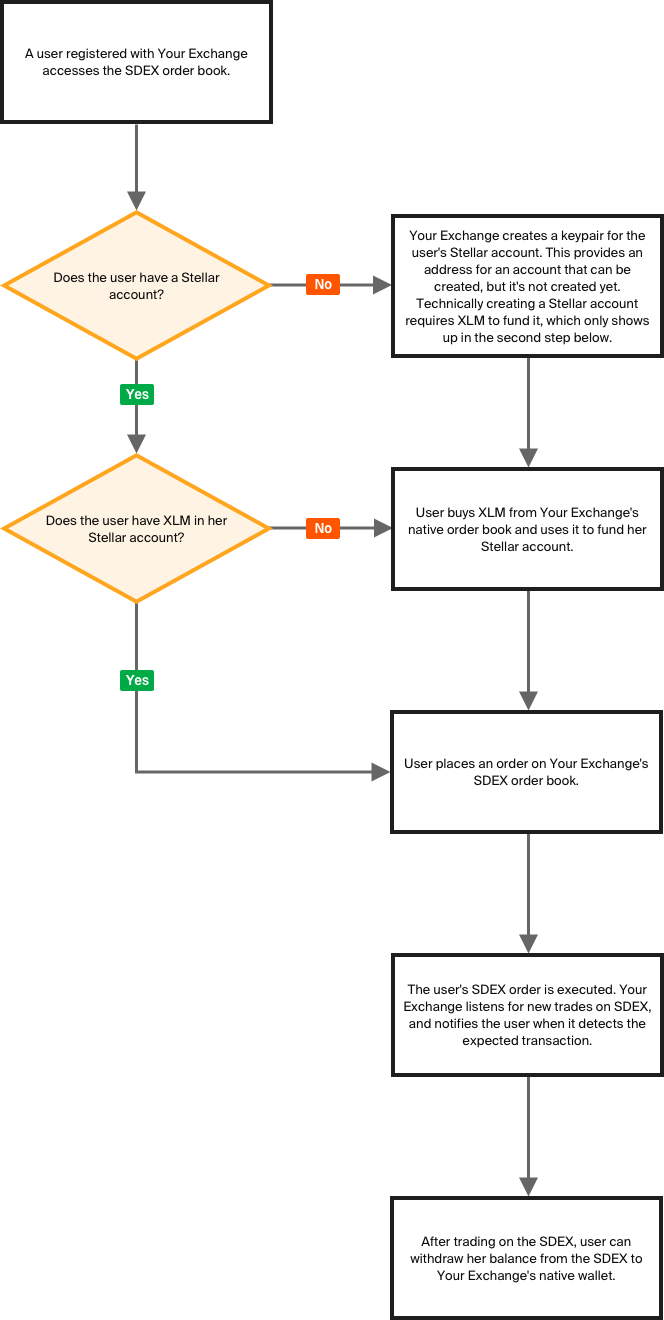 A user registered with Your Exchange
accesses the SDEX order book.
Does the user have a Stellar
account?
No
Your Exchange creates a keypair for the
user's Stellar account. This provides an
address for an account that can be
created, but it's not created yet.
Technically creating a Stellar account
requires XLM to fund it, which only shows
up in the second step below.
Yes
Does the user have XLM in her
Stellar account?
No
User buys XLM from Your Exchange's
native order book and uses it to fund her
Stellar account.
Yes
User places an order on Your Exchange's
SDEX order book.
The user's SDEX order is executed. Your
Exchange listens for new trades on SDEX,
and notifies the user when it detects the
expected transaction.
After trading on the SDEX, user can
withdraw her balance from the SDEX to
Your Exchange's native wallet.